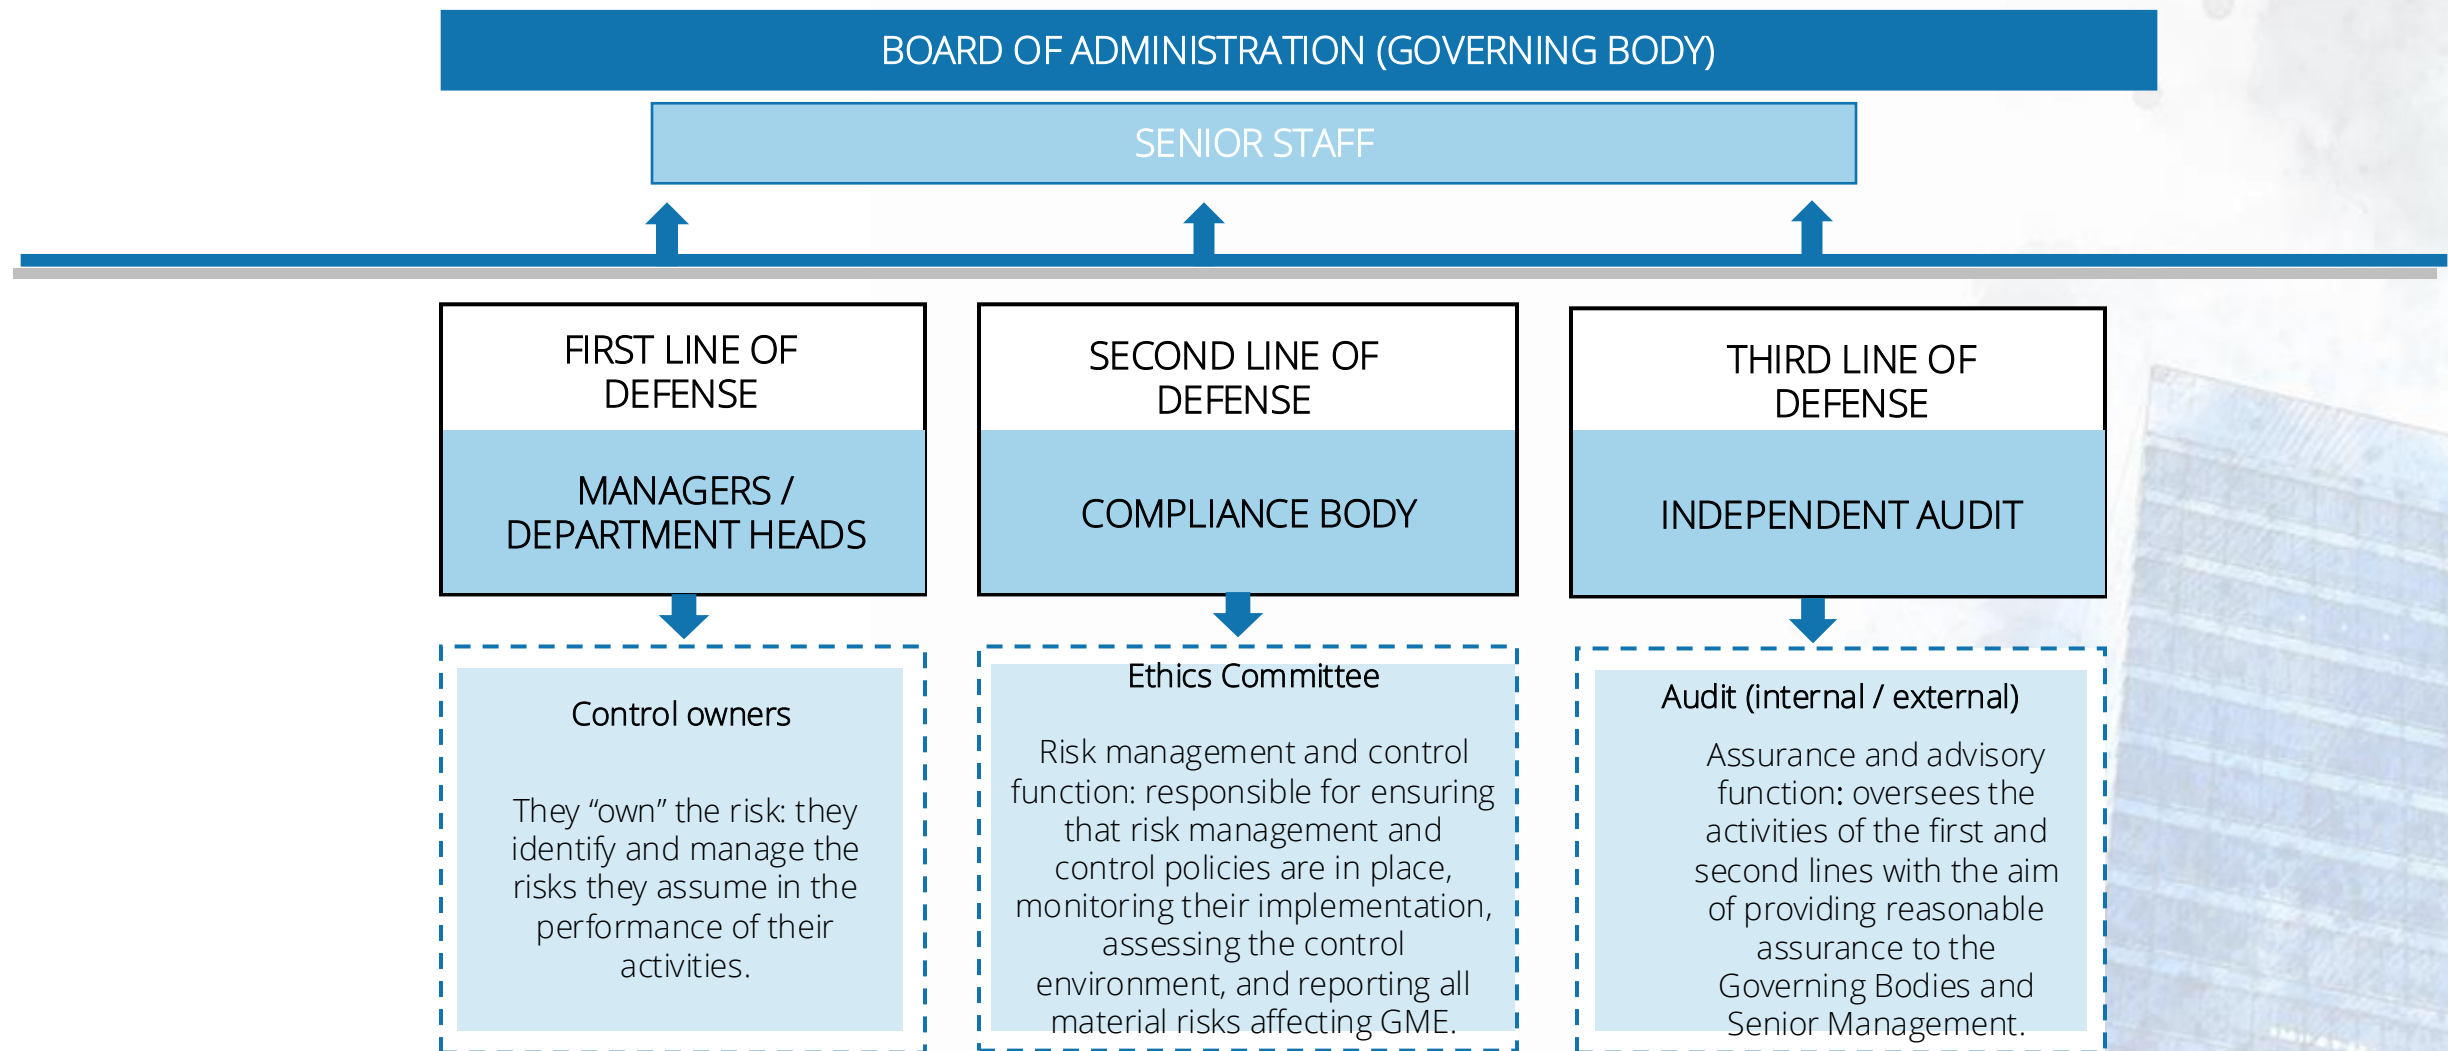 BOARD OF ADMINISTRATION (GOVERNING BODY)
SENIOR STAFF
FIRST LINE OF
DEFENSE
MANAGERS /
DEPARTMENT HEADS
Control owners
They “own” the risk: they
identify and manage the
risks they assume in the
performance of their
activities.
SECOND LINE OF
DEFENSE
COMPLIANCE BODY
Ethics Committee
Risk management and control
function: responsible for ensuring
that risk management and
control policies are in place,
monitoring their implementation,
assessing the control
environment, and reporting all
material risks affecting GME.
THIRD LINE OF
DEFENSE
INDEPENDENT AUDIT
Audit (internal / external)
Assurance and advisory
function: oversees the
activities of the first and
second lines with the aim
of providing reasonable
assurance to the
Governing Bodies and
Senior Management.